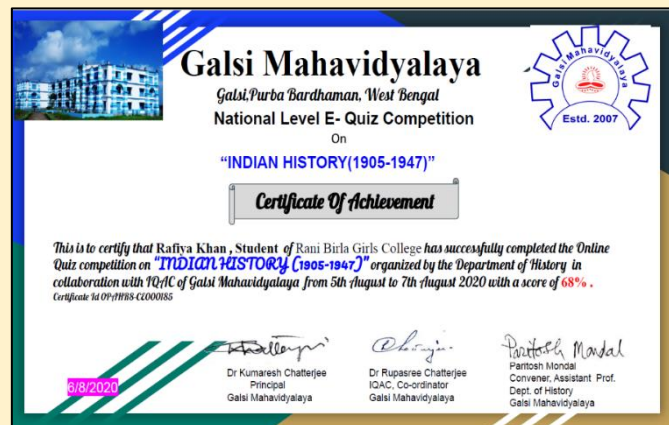 Galsi Mahavidyalaya
Galsi,Purba Bardhaman, West Bengal
National Level E- Quiz Competition
On
"INDIAN HISTORY(1905-1947)"
Certificate Of Achievement
Galsi Mahavidyalaya
Estd. 2007
This is to certify that Rafiya Khan , Student of Rani Birla Girls College has successfully completed the Online
Quiz competition on "INDIAN HISTORY (1905-1947)" organized by the Department of History in
collaboration with IQAC of Galsi Mahavidyalaya from 5th August to 7th August 2020 with a score of 68% .
6/8/2020
Dr Kumaresh Chatterjee
Principal
Galsi Mahavidyalaya
Dr Rupasree Chatterjee
IQAC, Co-ordinator
Galsi Mahavidyalaya
Paritosh Mondal
Paritosh Mondal
Convener, Assistant Prof.
Dept. of History
Galsi Mahavidyalaya